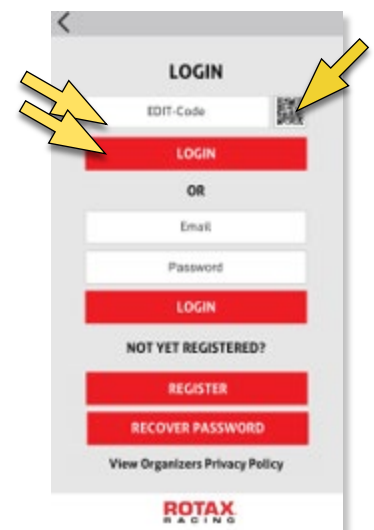 LOGIN
EDIT-Code
LOGIN
OR
Email
Password
LOGIN
NOT YET REGISTERED?
REGISTER
RECOVER PASSWORD
View Organizers Privacy Policy
ROTAX
RACING